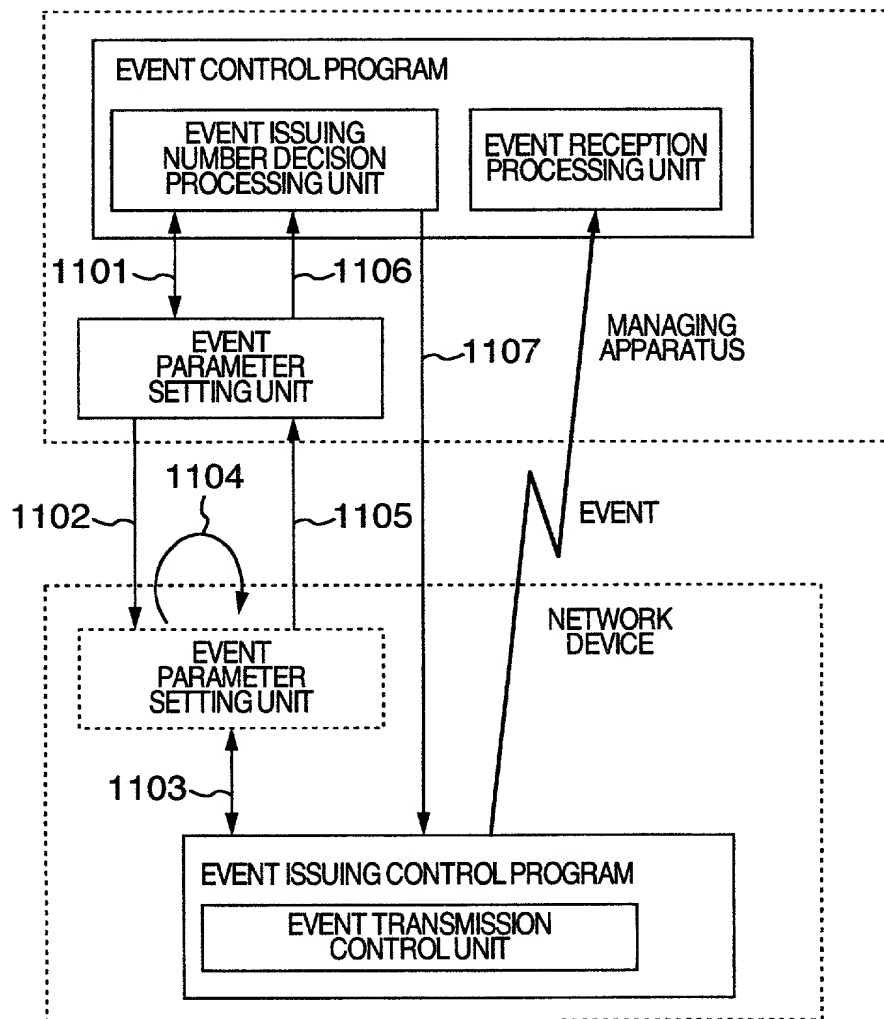 EVENT CONTROL PROGRAM
EVENT ISSUING
NUMBER DECISION
PROCESSING UNIT
EVENT RECEPTION
PROCESSING UNIT
1101
1106
1107
MANAGING
APPARATUS
EVENT
PARAMETER
SETTING UNIT
1104
1102
1105
EVENT
NETWORK
DEVICE
EVENT
PARAMETER
SETTING UNIT
1103
EVENT ISSUING CONTROL PROGRAM
EVENT TRANSMISSION
CONTROL UNIT